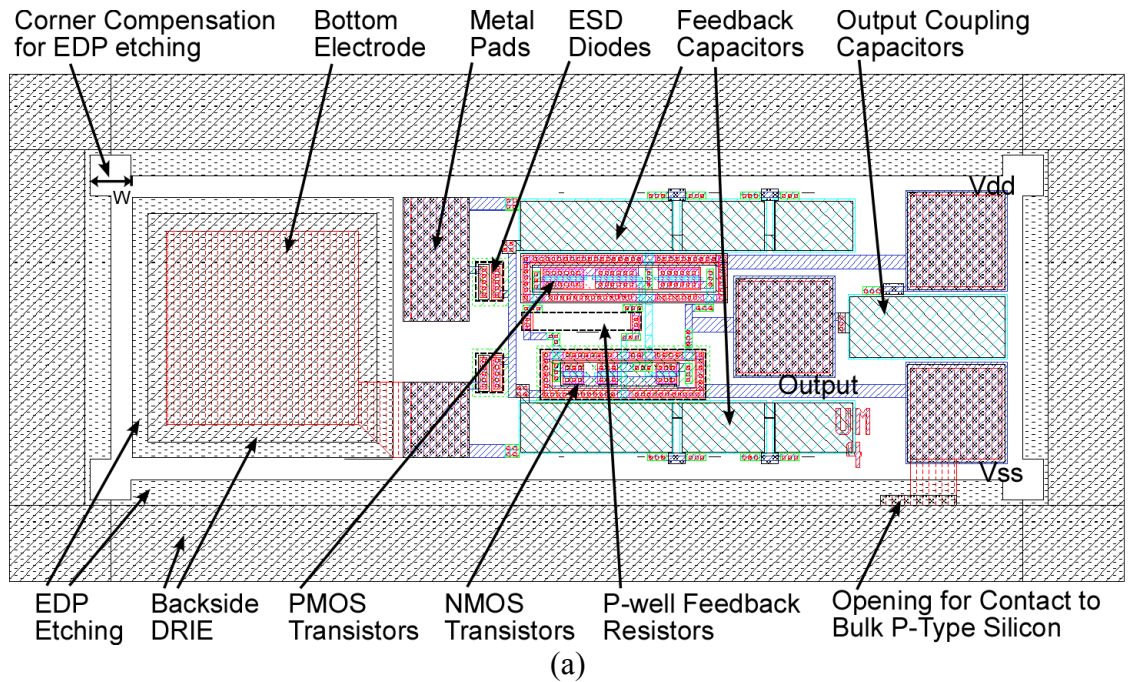 Corner Compensation
for EDP etching
Bottom
Electrode
Metal
Pads
ESD
Diodes
Feedback
Capacitors
Output Coupling
Capacitors
w
Vdd
Output
UM
Vss
EDP
Etching
Backside
DRIE
PMOS
Transistors
NMOS
Transistors
P-well Feedback
Resistors
Opening for Contact to
Bulk P-Type Silicon
(a)